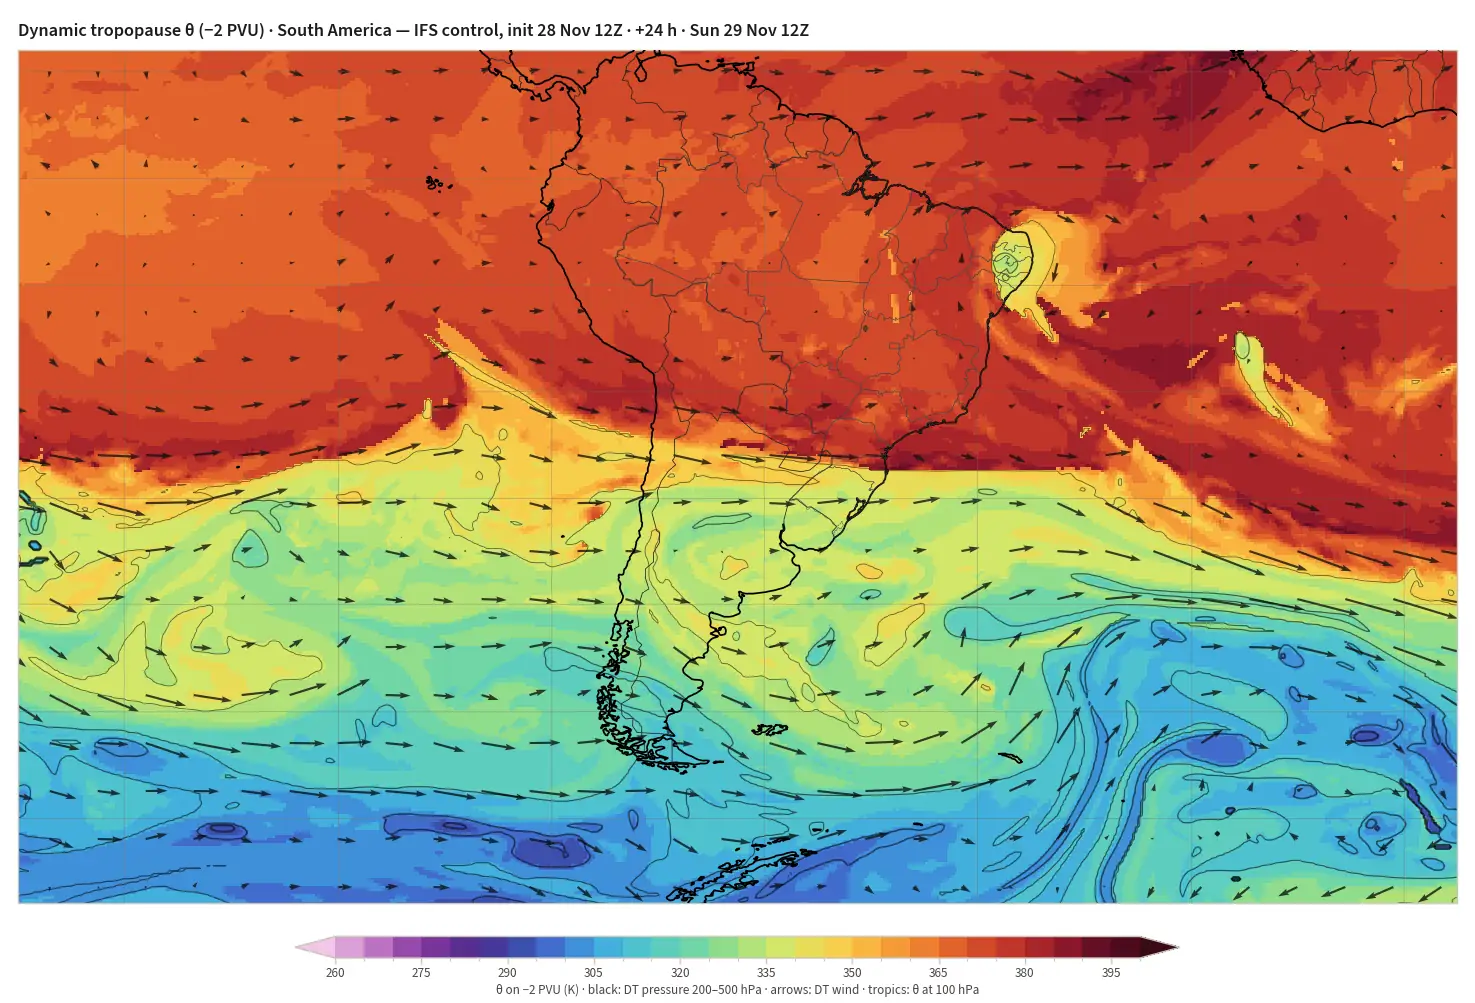 Dynamic tropopause θ (−2 PVU) · South America — IFS control, init 28 Nov 12Z · +24 h · Sun 29 Nov 12Z
260 275 290 305 320 335 350 365 380 395
θ on −2 PVU (K) · black: DT pressure 200–500 hPa · arrows: DT wind · tropics: θ at 100 hPa